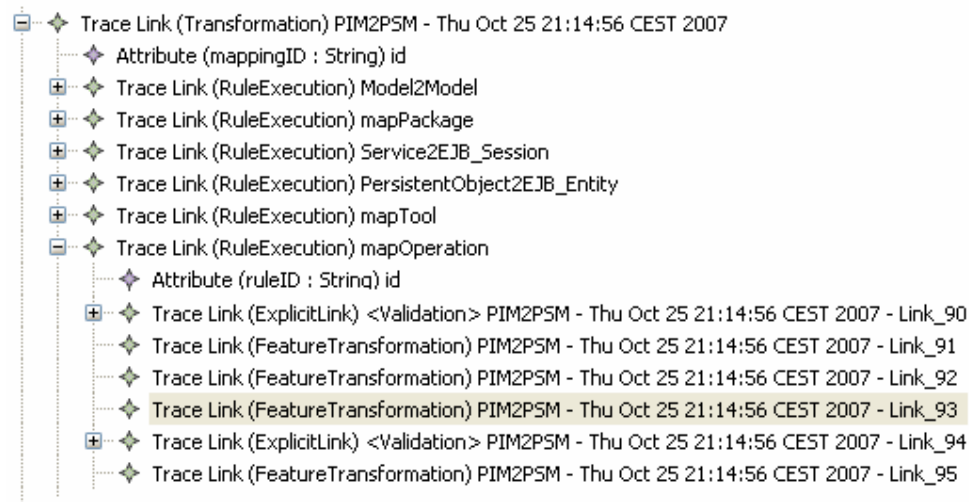 Trace Link (Transformation) PIM2PSM - Thu Oct 25 21:14:56 CEST 2007
Attribute (mappingID : String) id
Trace Link (RuleExecution) Model2Model
Trace Link (RuleExecution) mapPackage
Trace Link (RuleExecution) Service2EJB_Session
Trace Link (RuleExecution) PersistentObject2EJB_Entity
Trace Link (RuleExecution) mapTool
Trace Link (RuleExecution) mapOperation
Attribute (ruleID : String) id
Trace Link (ExplicitLink) <Validation> PIM2PSM - Thu Oct 25 21:14:56 CEST 2007 - Link_90
Trace Link (FeatureTransformation) PIM2PSM - Thu Oct 25 21:14:56 CEST 2007 - Link_91
Trace Link (FeatureTransformation) PIM2PSM - Thu Oct 25 21:14:56 CEST 2007 - Link_92
Trace Link (FeatureTransformation) PIM2PSM - Thu Oct 25 21:14:56 CEST 2007 - Link_93
Trace Link (ExplicitLink) <Validation> PIM2PSM - Thu Oct 25 21:14:56 CEST 2007 - Link_94
Trace Link (FeatureTransformation) PIM2PSM - Thu Oct 25 21:14:56 CEST 2007 - Link_95